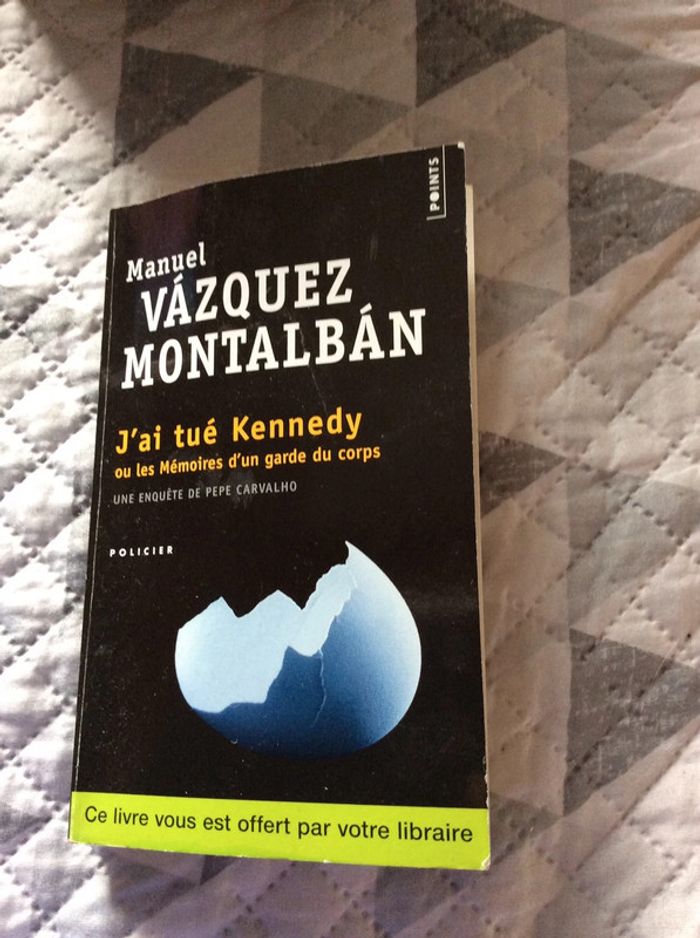 POINTS
Manuel
VÁZQUEZ
MONTALBÁN
J'ai tué Kennedy
ou les Mémoires d'un garde du corps
UNE ENQUÊTE DE PEPE CARVALHO
POLICIER
Ce livre vous est offert par votre libraire